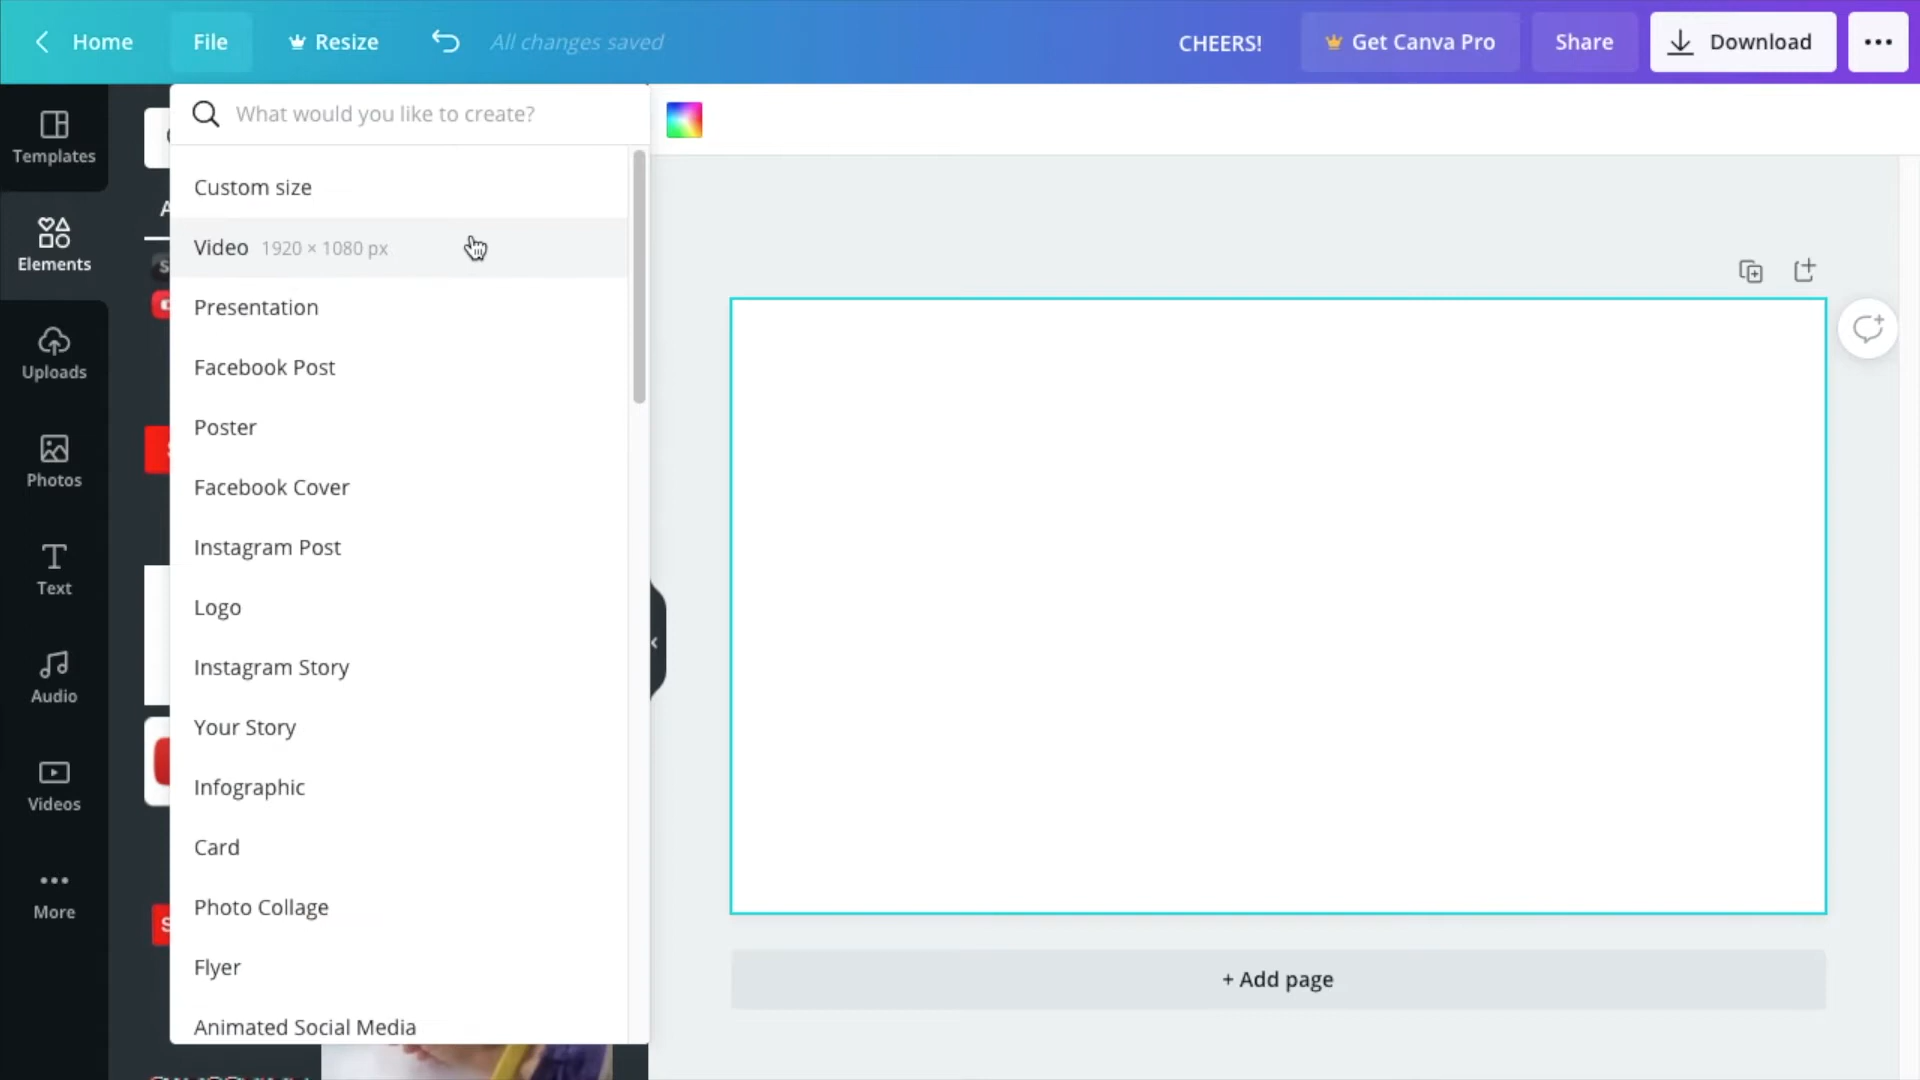 Home
File
Resize
All changes saved
CHEERS!
Get Canva Pro
Share
Download
Templates
Elements
Uploads
Photos
Text
Audio
Videos
More
What would you like to create?
Custom size
Video 1920 × 1080 px
Presentation
Facebook Post
Poster
Facebook Cover
Instagram Post
Logo
Instagram Story
Your Story
Infographic
Card
Photo Collage
Flyer
Animated Social Media
+ Add page